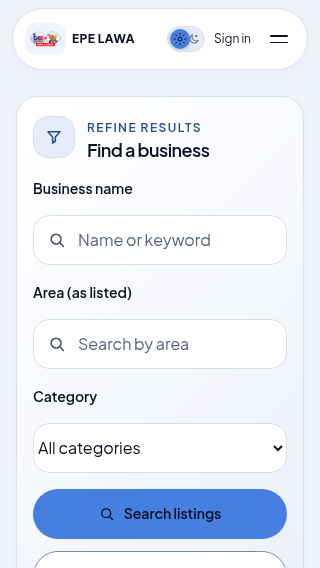 EPE LAWA
Sign in
REFINE RESULTS
Find a business
Business name
Name or keyword
Area (as listed)
Search by area
Category
All categories
Search listings